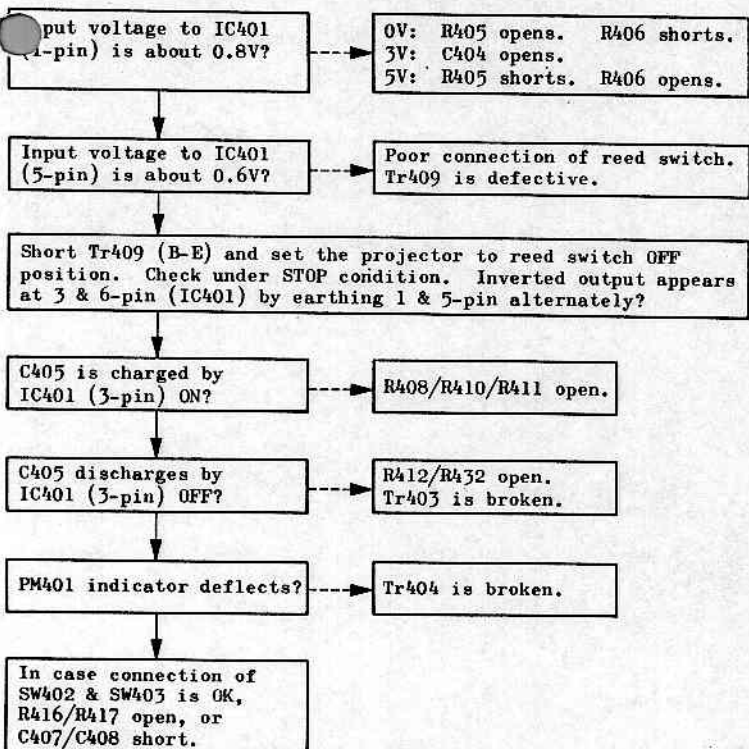 put voltage to IC401
-pin) is about 0.8V?
0V: R405 opens. R406 shorts.
3V: C404 opens.
5V: R405 shorts. R406 opens.
Input voltage to IC401
(5-pin) is about 0.6V?
Poor connection of reed switch.
Tr409 is defective.
Short Tr409 (B-E) and set the projector to reed switch OFF
position. Check under STOP condition. Inverted output appears
at 3 & 6-pin (IC401) by earthing 1 & 5-pin alternately?
C405 is charged by
IC401 (3-pin) ON?
R408/R410/R411 open.
C405 discharges by
IC401 (3-pin) OFF?
R412/R432 open.
Tr403 is broken.
PM401 indicator deflects?
Tr404 is broken.
In case connection of
SW402 & SW403 is OK,
R416/R417 open, or
C407/C408 short.